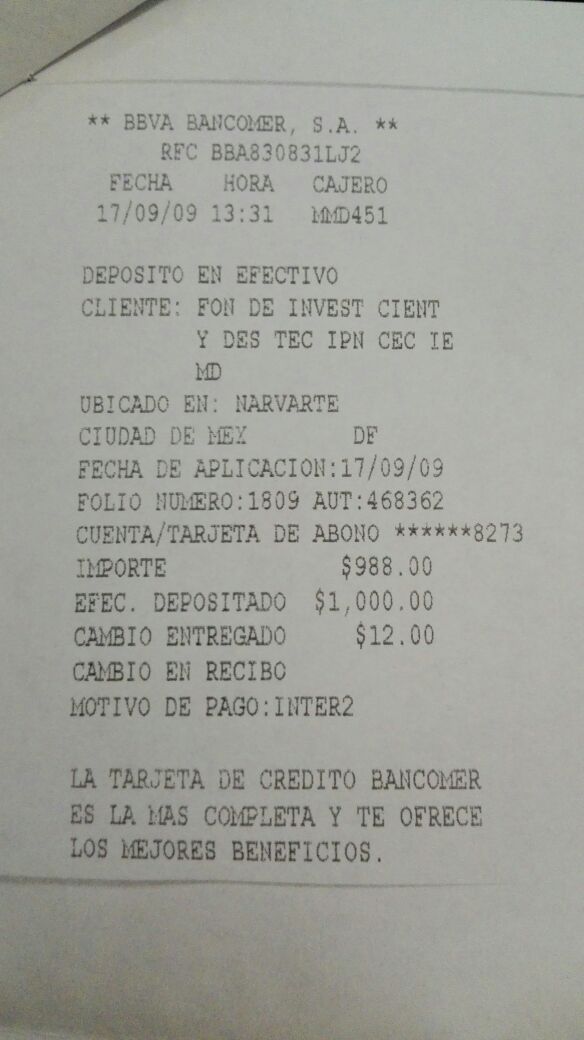 ** BBVA BANCOMER, S.A. **
RFC BBA830831LJ2
FECHA HORA CAJERO
17/09/09 13:31 MMD451
DEPOSITO EN EFECTIVO
CLIENTE: FON DE INVEST CIENT
Y DES TEC IPN CEC IE
MD
UBICADO EN: NARVARTE
CIUDAD DE MEX DF
FECHA DE APLICACION:17/09/09
FOLIO NUMERO:1809 AUT:468362
CUENTA/TARJETA DE ABONO ******8273
IMPORTE $988.00
EFEC. DEPOSITADO $1,000.00
CAMBIO ENTREGADO $12.00
CAMBIO EN RECIBO
MOTIVO DE PAGO:INTER2
LA TARJETA DE CREDITO BANCOMER
ES LA MAS COMPLETA Y TE OFRECE
LOS MEJORES BENEFICIOS.